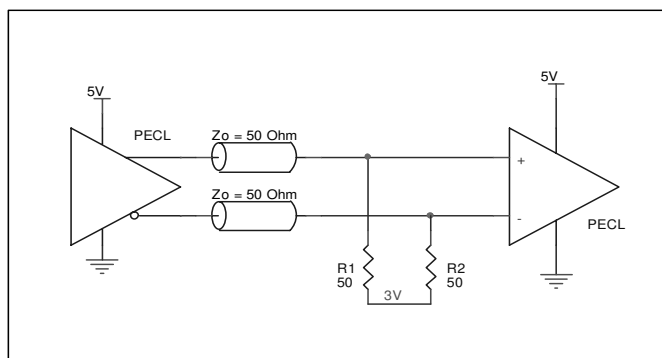 5V
PECL
Zo = 50 Ohm
Zo = 50 Ohm
5V
+
-
PECL
R1
50
R2
50
3V